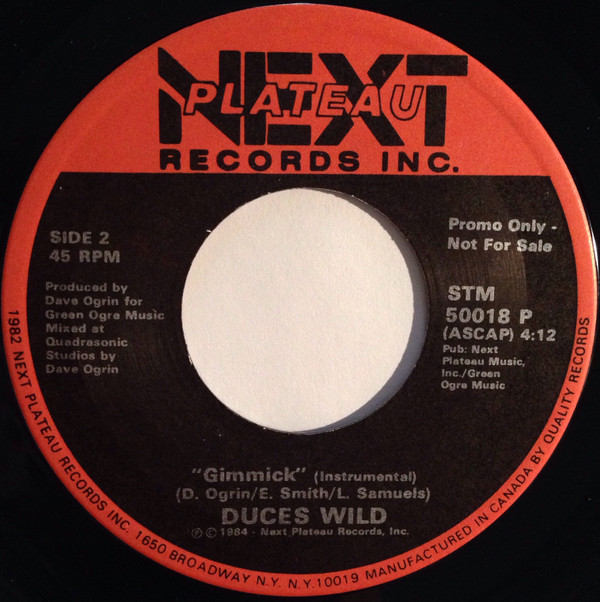 NEXT
PLATEAU
RECORDS INC.
SIDE 2
45 RPM
Promo Only -
Not For Sale
Produced by
Dave Ogrin for
Green Ogre Music
Mixed at
Quadrasonic
Studios by
Dave Ogrin
STM
50018 P
(ASCAP) 4:12
Pub: Next
Plateau Music,
Inc./Green
Ogre Music
"Gimmick" (Instrumental)
(D. Ogrin/E. Smith/L. Samuels)
DUCES WILD
℗ © 1984 - Next Plateau Records, Inc.
1982 NEXT PLATEAU RECORDS INC. 1650 BROADWAY N.Y. N.Y.10019 MANUFACTURED IN CANADA BY QUALITY RECORDS